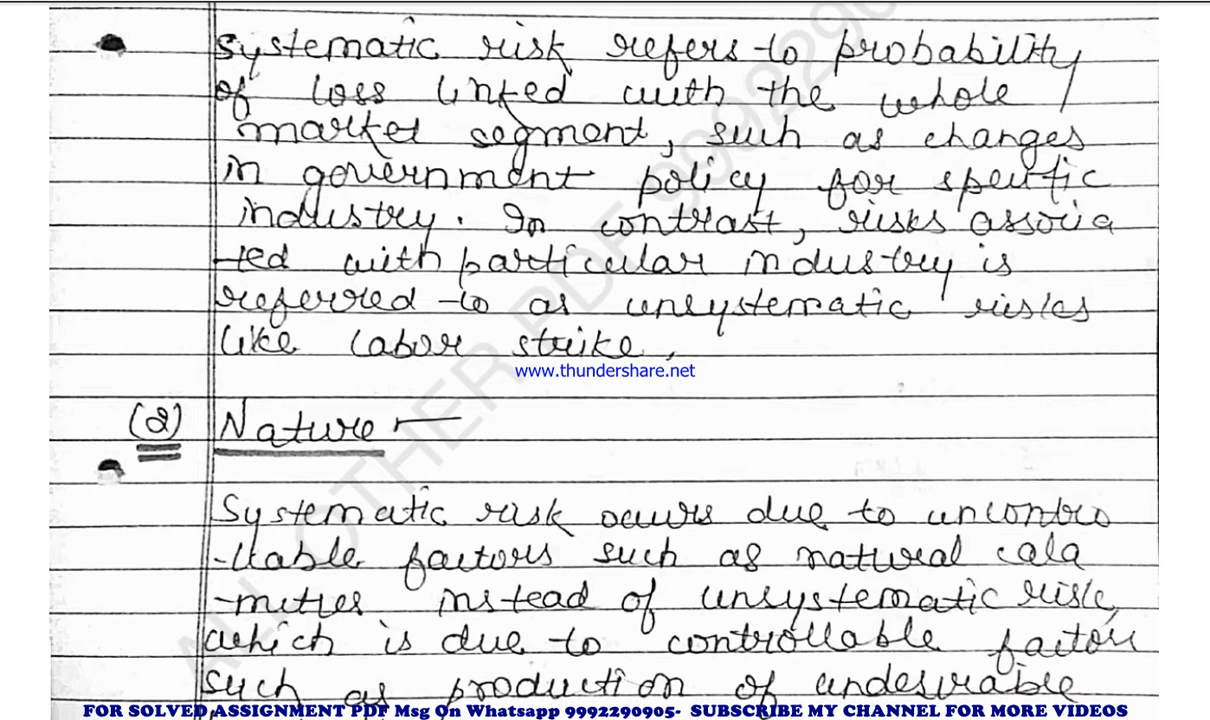 Systematic risk refers to probability
of loss linked with the whole
market segment, such as changes
in government policy for specific
industry. In contrast, risks associa
-ted with particular industry is
referred to as unsystematic risks
like labor strike,
www.thundershare.net
(2) Nature —
Systematic risk occurs due to uncontro
-llable factors such as natural cala
-mities instead of unsystematic risk,
which is due to controllable factors
such as production of undesirable
ALL OTHER PDF 999229
FOR SOLVED ASSIGNMENT PDF Msg On Whatsapp 9992290905- SUBSCRIBE MY CHANNEL FOR MORE VIDEOS